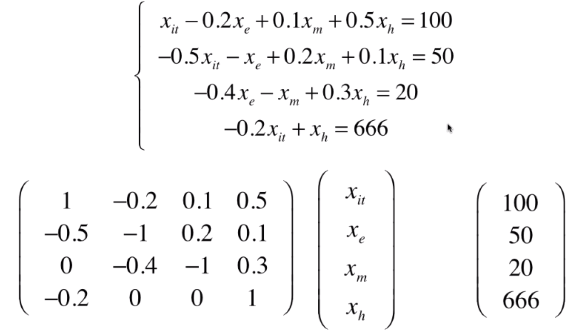 x_it − 0.2x_e + 0.1x_m + 0.5x_h = 100
−0.5x_it − x_e + 0.2x_m + 0.1x_h = 50
−0.4x_e − x_m + 0.3x_h = 20
−0.2x_it + x_h = 666
1 −0.2 0.1 0.5 x_it 100
−0.5 −1 0.2 0.1 x_e 50
0 −0.4 −1 0.3 x_m 20
−0.2 0 0 1 x_h 666